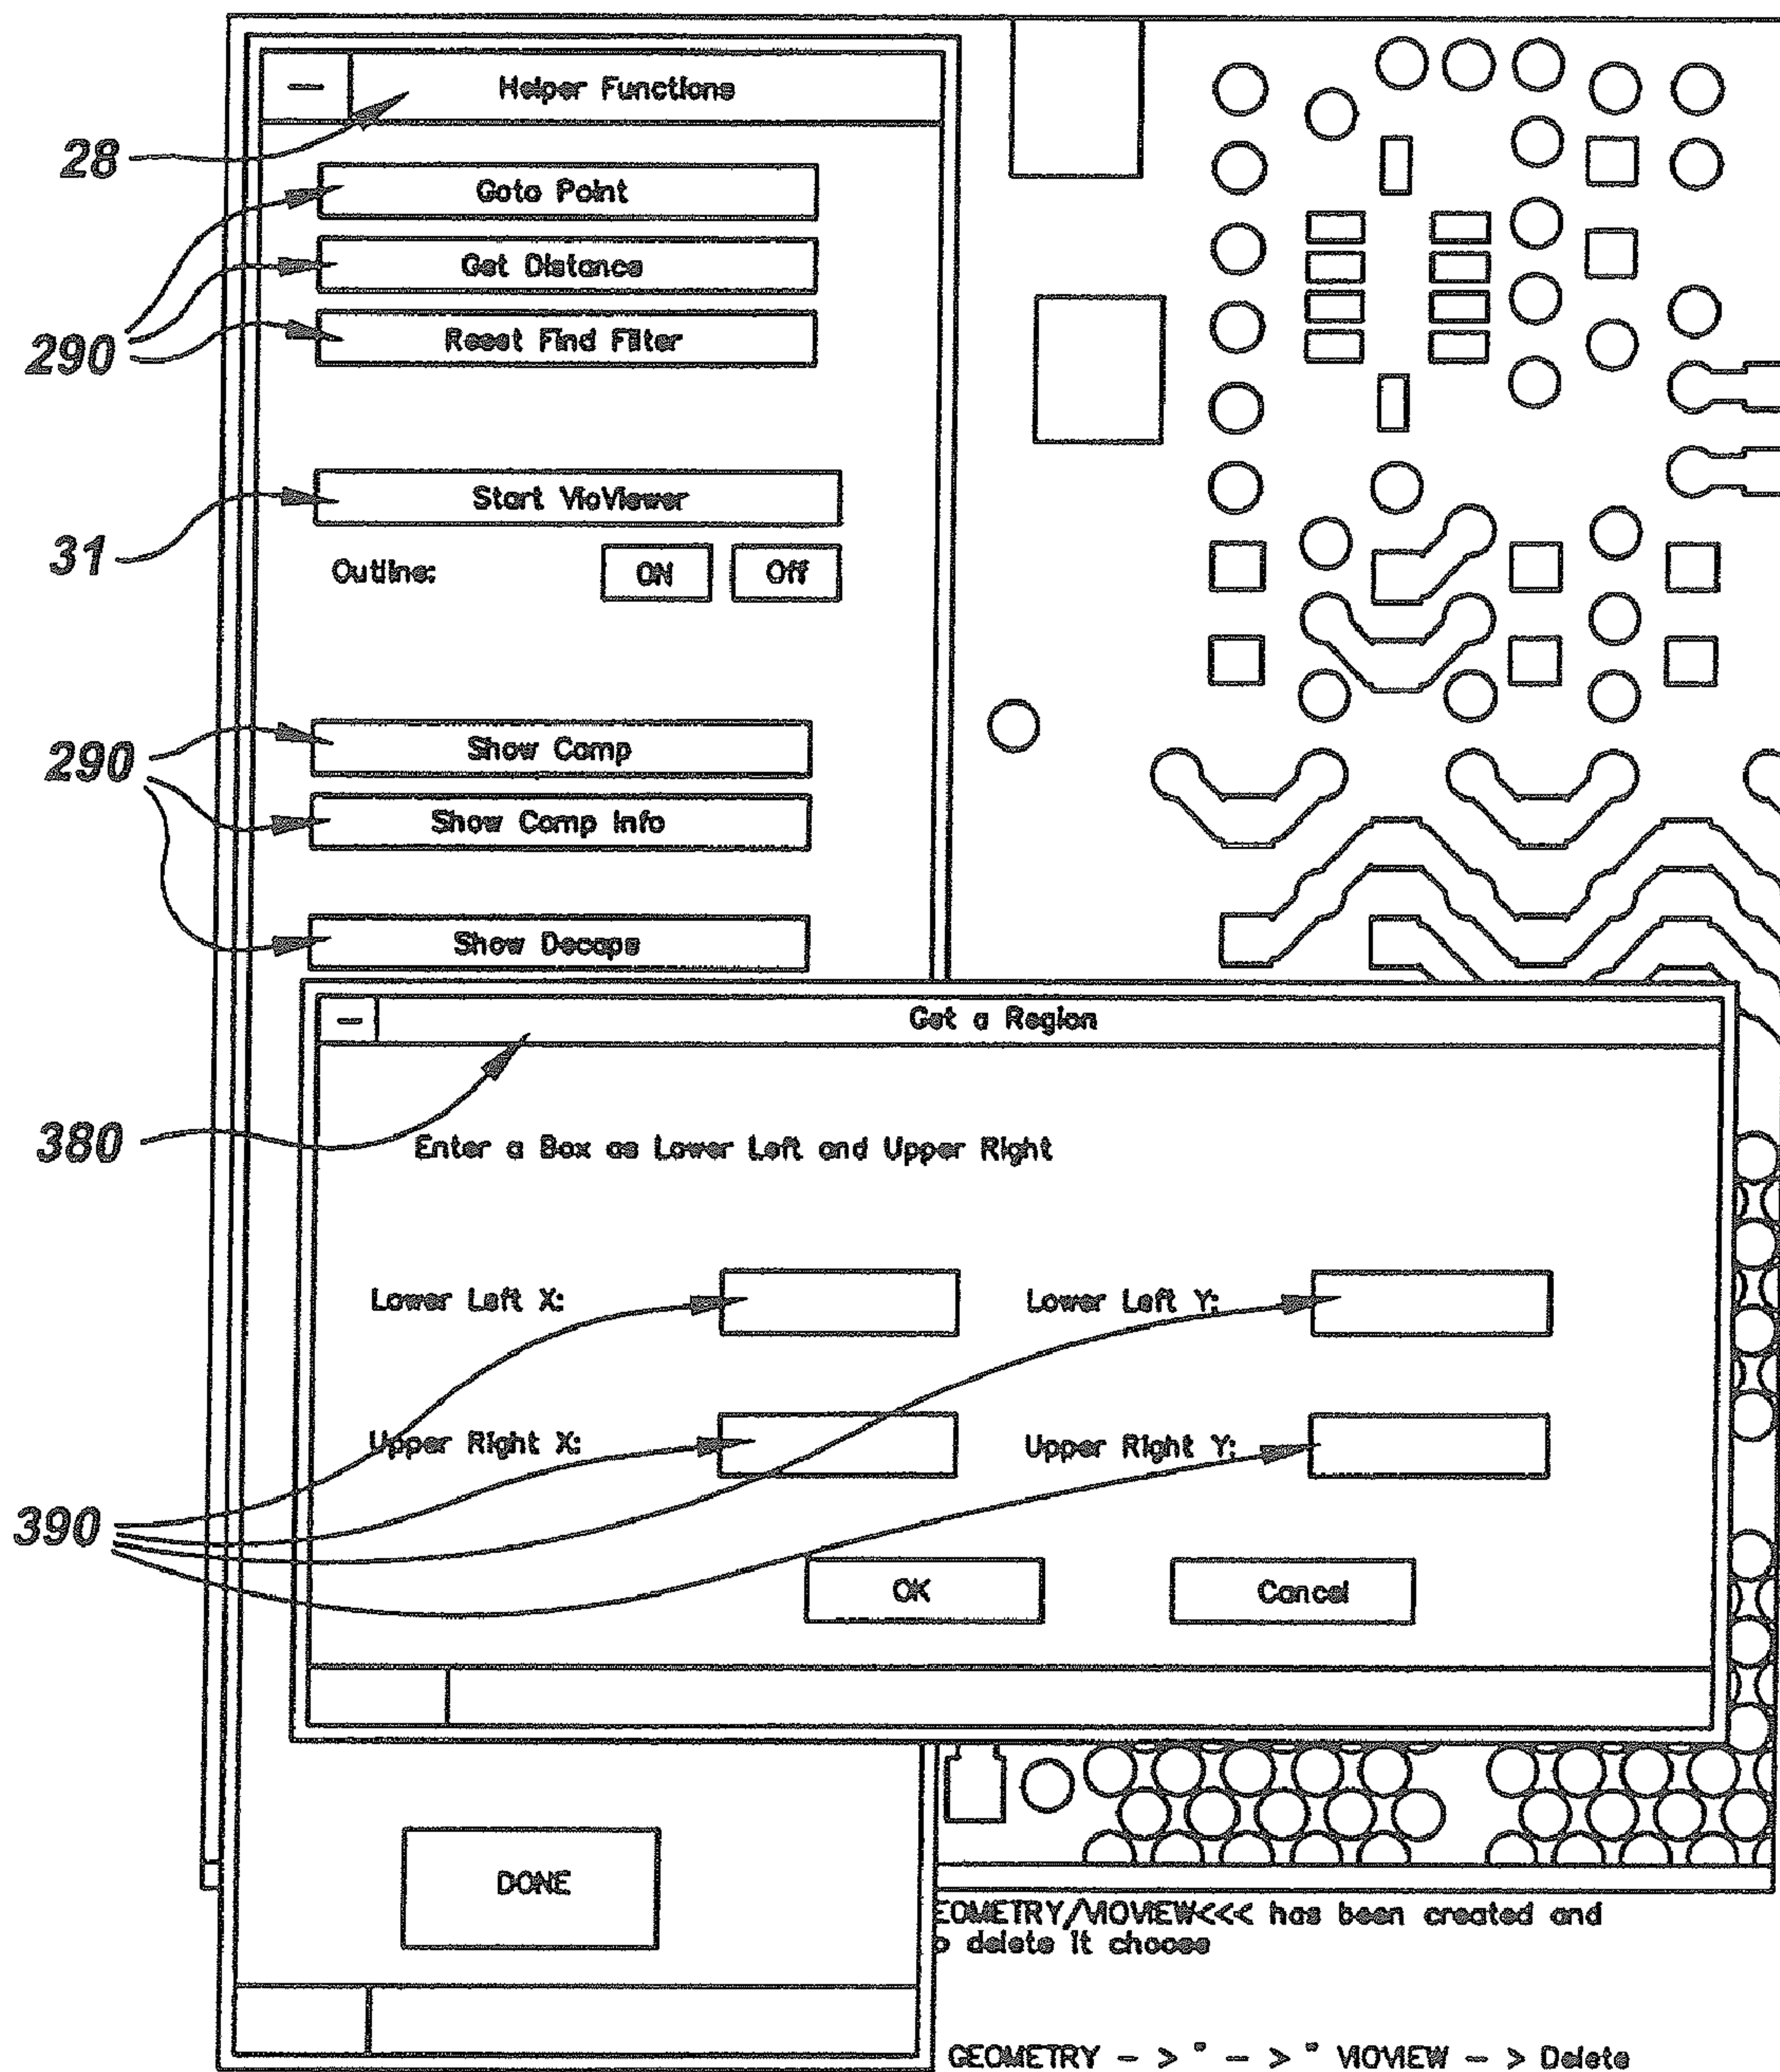 Helper Functions
28
Goto Point
Get Distance
290
Reset Find Filter
Start VioViewer
31
Outline: ON Off
Show Comp
290
Show Comp Info
Show Decaps
Get a Region
380
Enter a Box as Lower Left and Upper Right
Lower Left X: Lower Left Y:
Upper Right X: Upper Right Y:
390
OK Cancel
DONE
EOMETRY/VIOVIEW<<< has been created and
o delete it choose
GEOMETRY - > " - > " VIOVIEW - > Delete